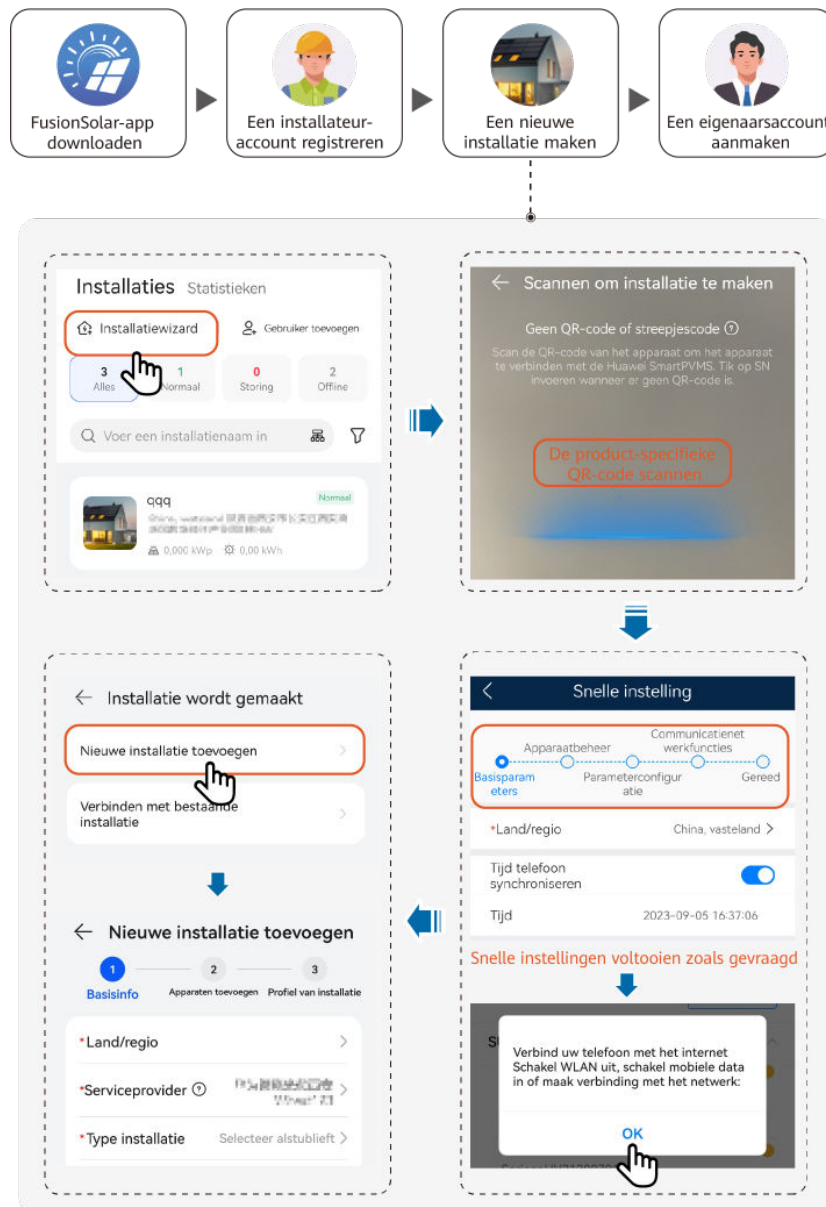 FusionSolar-app
downloaden
Een installateur-
account registreren
Een nieuwe
installatie maken
Een eigenaarsaccount
aanmaken
Installaties Statistieken
Installatiewizard Gebruiker toevoegen
3 1 0 2
Alles Normaal Storing Offline
Voer een installatienaam in
qqq Normaal
China,
0,000 kWp 0,00 kWh
Scannen om installatie te maken
Geen QR-code of streepjescode
Scan de QR-code van het apparaat om het apparaat
te verbinden met de Huawei SmartPVMS. Tik op SN
invoeren wanneer er geen QR-code is.
De product-specifieke
QR-code scannen
Snelle instelling
Communicatienet
Apparaatbeheer werkfuncties
Basisparam Parameterconfigur Gereed
eters atie
*Land/regio China, vasteland
Tijd telefoon
synchroniseren
Tijd 2023-09-05 16:37:06
Snelle instellingen voltooien zoals gevraagd
Verbind uw telefoon met het internet
Schakel WLAN uit, schakel mobiele data
in of maak verbinding met het netwerk:
OK
Installatie wordt gemaakt
Nieuwe installatie toevoegen
Verbinden met bestaande
installatie
Nieuwe installatie toevoegen
1 2 3
Basisinfo Apparaten toevoegen Profiel van installatie
*Land/regio
*Serviceprovider
*Type installatie Selecteer alstublieft